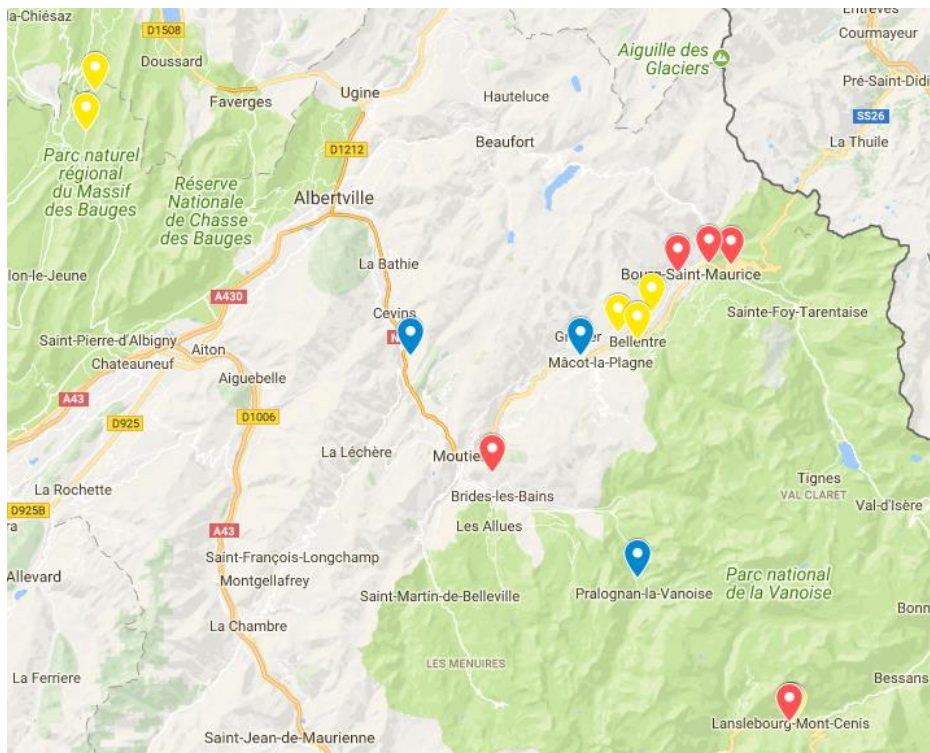 la-Chiésaz
D1508
Doussard
Entrèves
Courmayeur
Aiguille des
Glaciers
Pré-Saint-Didi
Faverges
Ugine
Hauteluce
SS26
La Thuile
Beaufort
D1212
Parc naturel
régional
du Massif
des Bauges
Réserve
Nationale
de Chasse
des Bauges
Albertville
lon-le-Jeune
La Bathie
Bourg-Saint-Maurice
A430
Cevins
Sainte-Foy-Tarentaise
Saint-Pierre-d'Albigny
Aiton
N
Bellentre
Chateauneuf
Mâcot-la-Plagne
Aiguebelle
A43
D925
D1006
La Léchère
Moutie
Brides-les-Bains
Tignes
VAL CLARET
Val-d'Isère
La Rochette
D925B
ra
Les Allues
A43
Saint-François-Longchamp
Allevard
Montgellafrey
Saint-Martin-de-Belleville
Pralognan-la-Vanoise
Parc national
de la Vanoise
Bonn
La Chambre
LES MENUIRES
La Ferriere
Bessans
Lanslebourg-Mont-Cenis
Saint-Jean-de-Maurienne